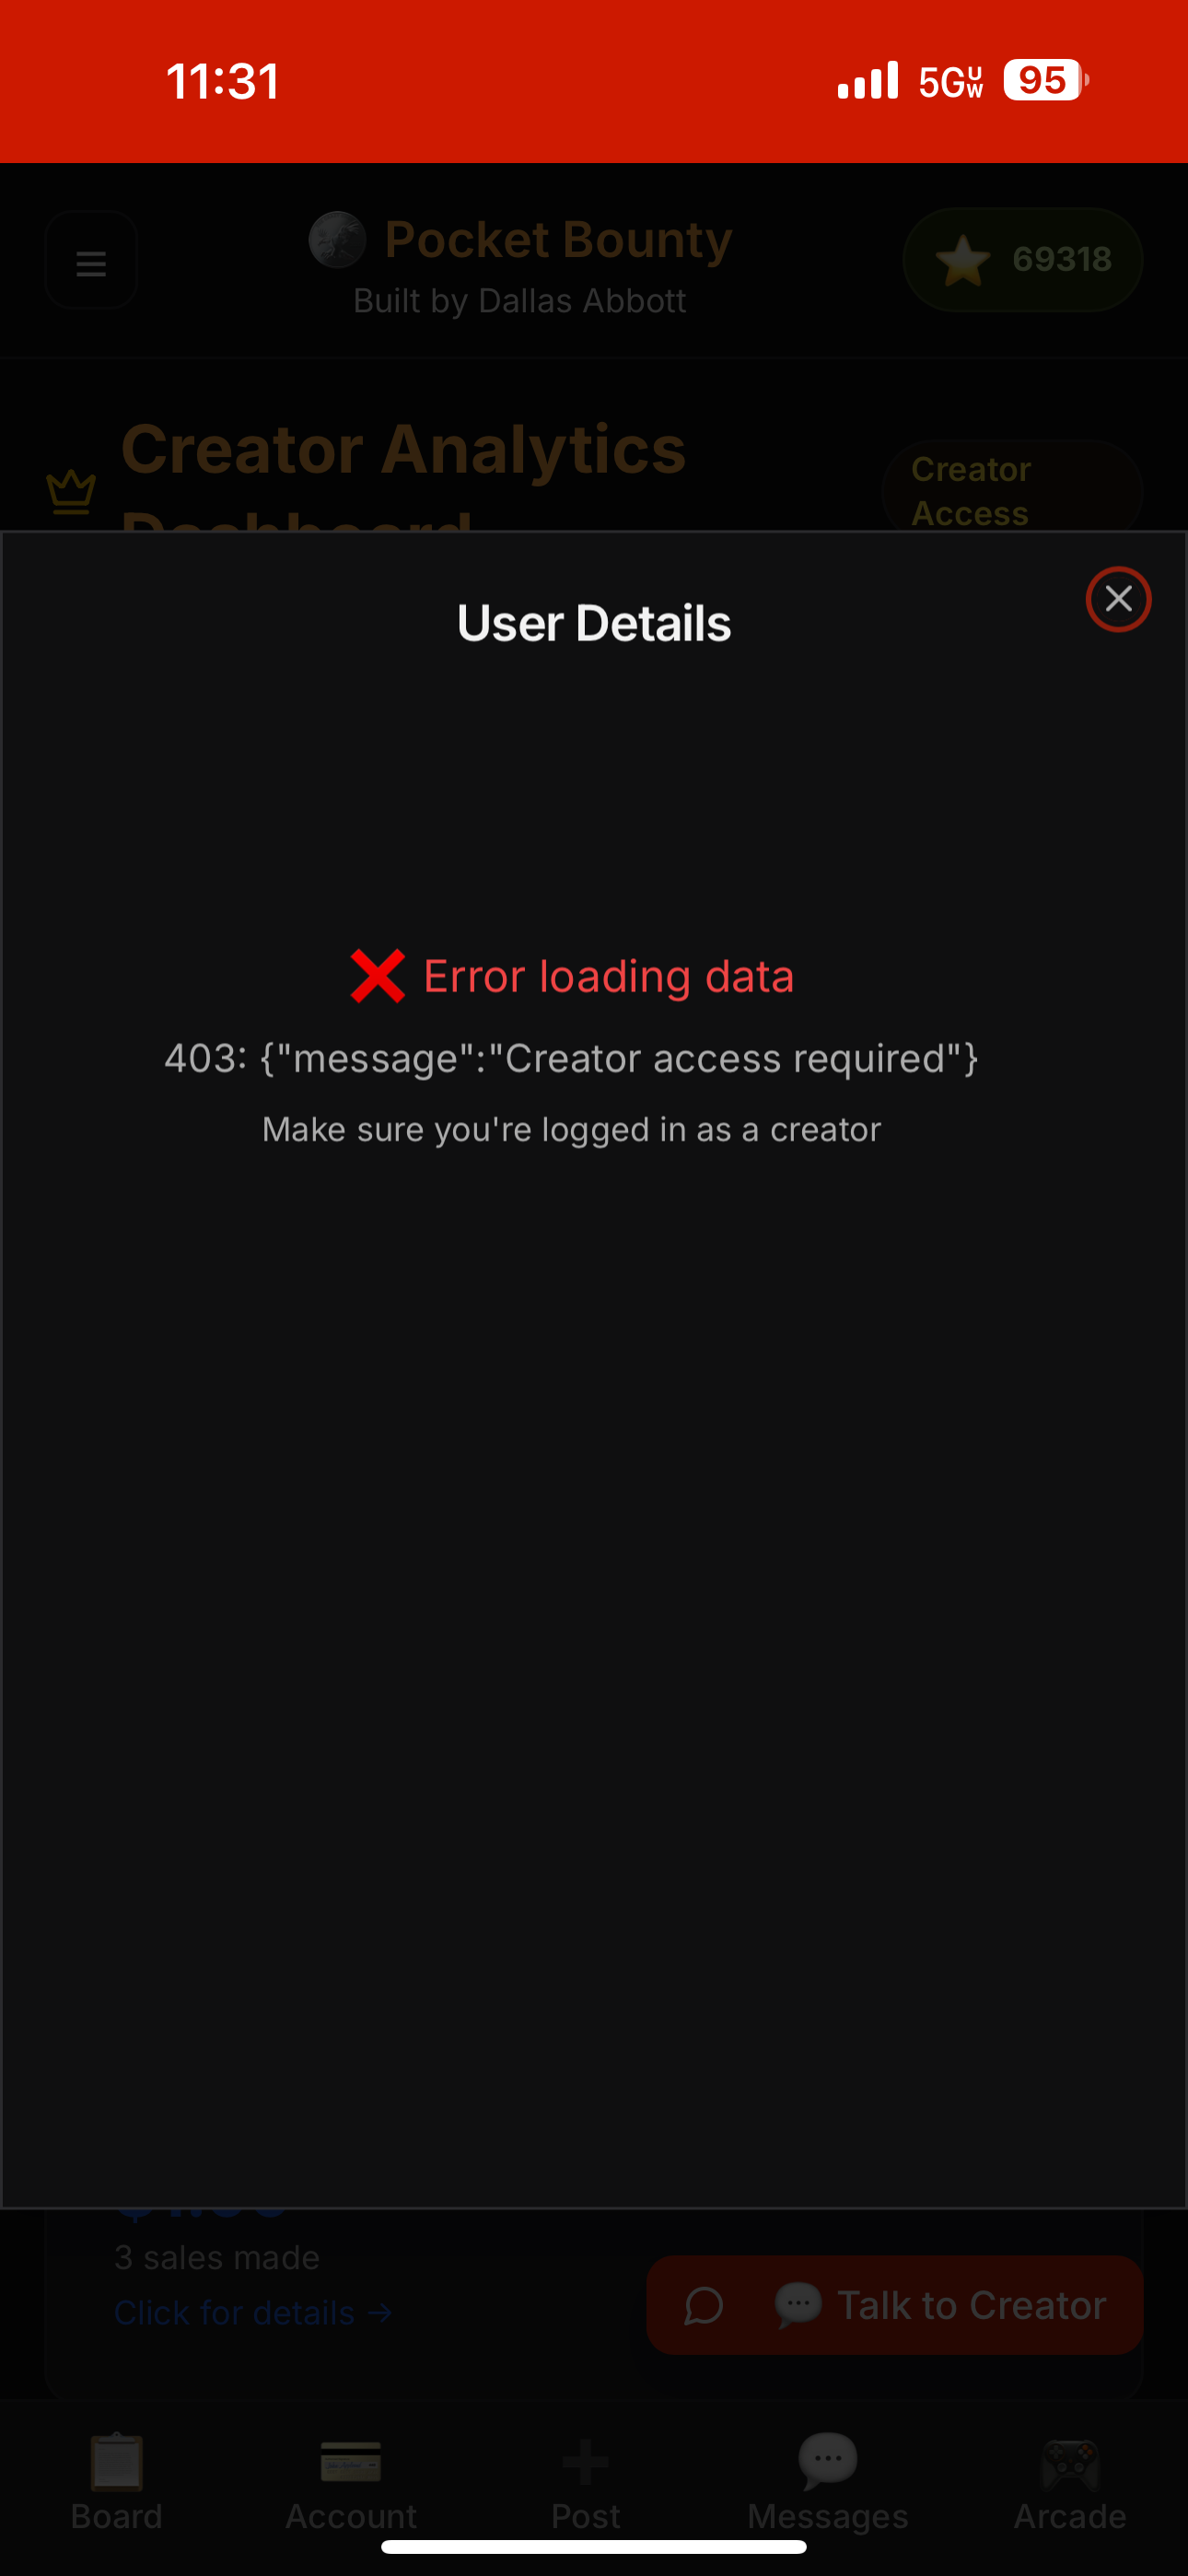 11:31
5G UW
95
Pocket Bounty
Built by Dallas Abbott
69318
Creator Analytics
Dashboard
Creator
Access
User Details
Error loading data
403: {"message":"Creator access required"}
Make sure you're logged in as a creator
3 sales made
Click for details →
💬 Talk to Creator
Board
Account
Post
Messages
Arcade